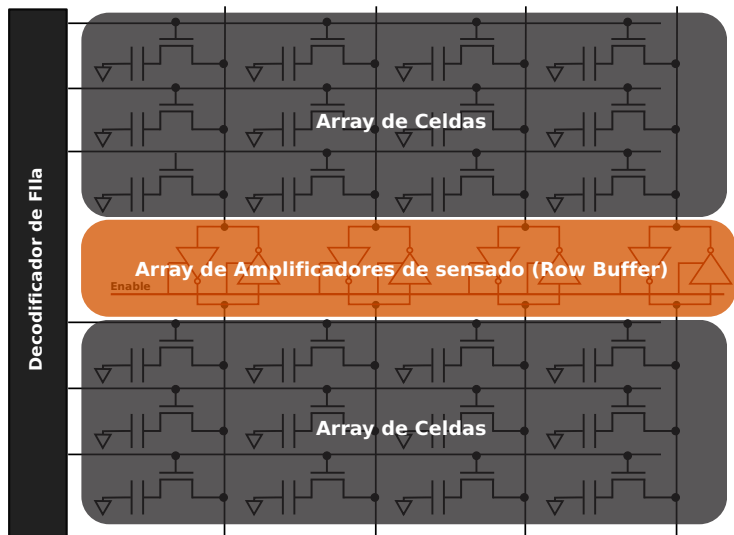 Decodificador de FIla
Array de Celdas
Array de Amplificadores de sensado (Row Buffer)
Enable
Array de Celdas